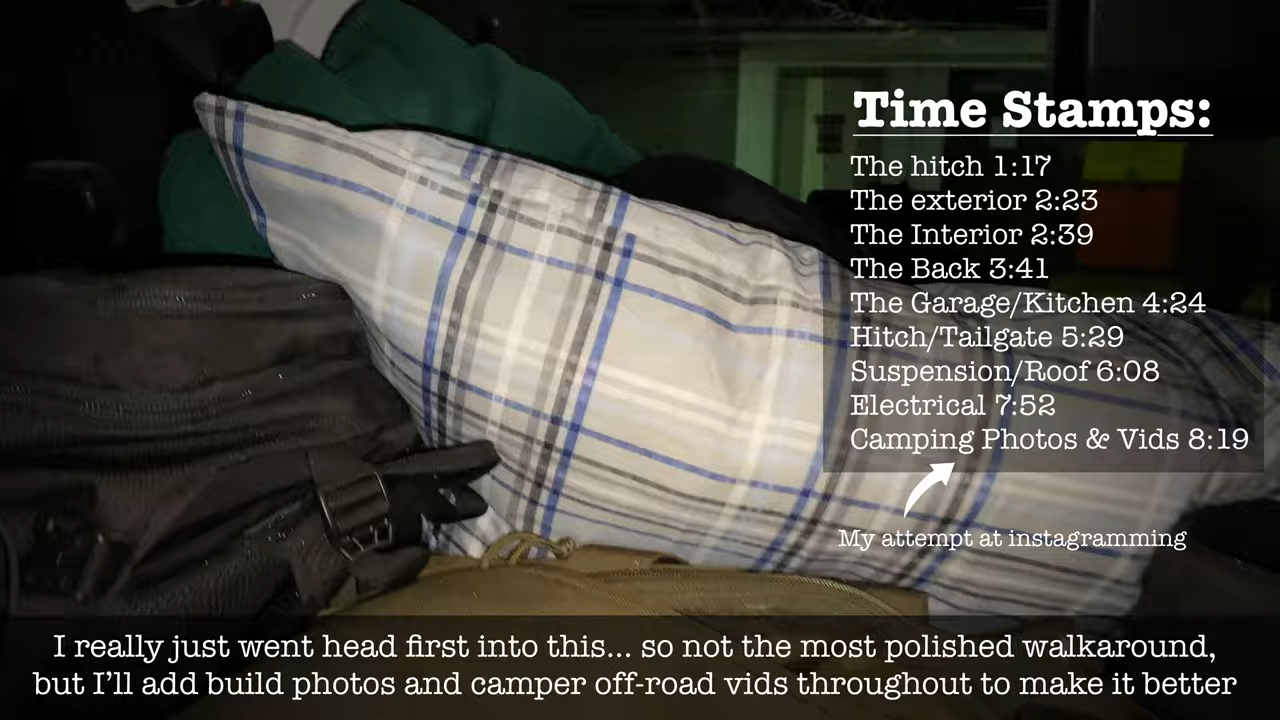 Time Stamps:
The hitch 1:17
The exterior 2:23
The Interior 2:39
The Back 3:41
The Garage/Kitchen 4:24
Hitch/Tailgate 5:29
Suspension/Roof 6:08
Electrical 7:52
Camping Photos & Vids 8:19
My attempt at instagramming
I really just went head first into this... so not the most polished walkaround,
but I'll add build photos and camper off-road vids throughout to make it better